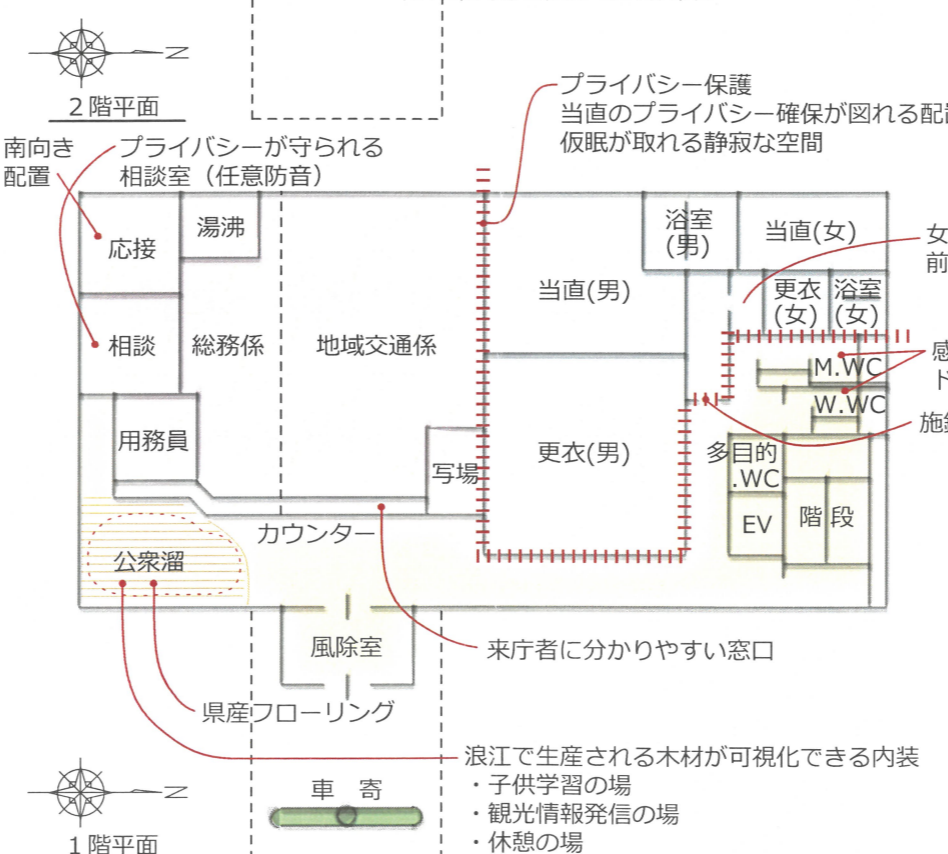 N
2階平面
南向き
配置
プライバシーが守られる
相談室（任意防音）
プライバシー保護
当直のプライバシー確保が図れる配
仮眠が取れる静寂な空間
応接
湯沸
相談
総務係
地域交通係
用務員
写場
カウンター
公衆溜
当直(男)
更衣(男)
浴室
(男)
当直(女)
更衣
(女)
浴室
(女)
女
前
M.WC
W.WC
感
ド
施
多目的
.WC
EV
階段
風除室
来庁者に分かりやすい窓口
県産フローリング
浪江で生産される木材が可視化できる内装
・子供学習の場
・観光情報発信の場
・休憩の場
車 寄
N
1階平面